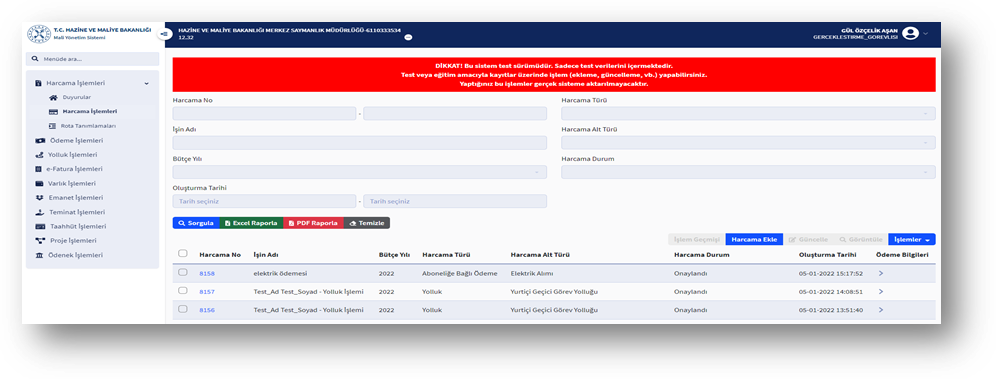 T.C. HAZİNE VE MALİYE BAKANLIĞI
Mali Yönetim Sistemi
HAZİNE VE MALİYE BAKANLIĞI MERKEZ SAYMANLIK MÜDÜRLÜĞÜ-6110333534
12.32
GÜL ÖZÇELİK AŞAN
GERCEKLESTIRME_GOREVLISI
Menüde ara...
Harcama İşlemleri
Duyurular
Harcama İşlemleri
Rota Tanımlamaları
Ödeme İşlemleri
Yolluk İşlemleri
e-Fatura İşlemleri
Varlık İşlemleri
Emanet İşlemleri
Teminat İşlemleri
Taahhüt İşlemleri
Proje İşlemleri
Ödenek İşlemleri
DİKKAT! Bu sistem test sürümüdür. Sadece test verilerini içermektedir.
Test veya eğitim amacıyla kayıtlar üzerinde işlem (ekleme, güncelleme, vb.) yapabilirsiniz.
Yaptığınız bu işlemler gerçek sisteme aktarılmayacaktır.
Harcama No
Harcama Türü
-
İşin Adı
Harcama Alt Türü
Bütçe Yılı
Harcama Durum
Oluşturma Tarihi
Tarih seçiniz - Tarih seçiniz
Sorgula Excel Raporla PDF Raporla Temizle
İşlem Geçmişi Harcama Ekle Güncelle Görüntüle İşlemler
Harcama No İşin Adı Bütçe Yılı Harcama Türü Harcama Alt Türü Harcama Durum Oluşturma Tarihi Ödeme Bilgileri
8158 elektrik ödemesi 2022 Aboneliğe Bağlı Ödeme Elektrik Alımı Onaylandı 05-01-2022 15:17:52
8157 Test_Ad Test_Soyad - Yolluk İşlemi 2022 Yolluk Yurtiçi Geçici Görev Yolluğu Onaylandı 05-01-2022 14:08:51
8156 Test_Ad Test_Soyad - Yolluk İşlemi 2022 Yolluk Yurtiçi Geçici Görev Yolluğu Onaylandı 05-01-2022 13:51:40